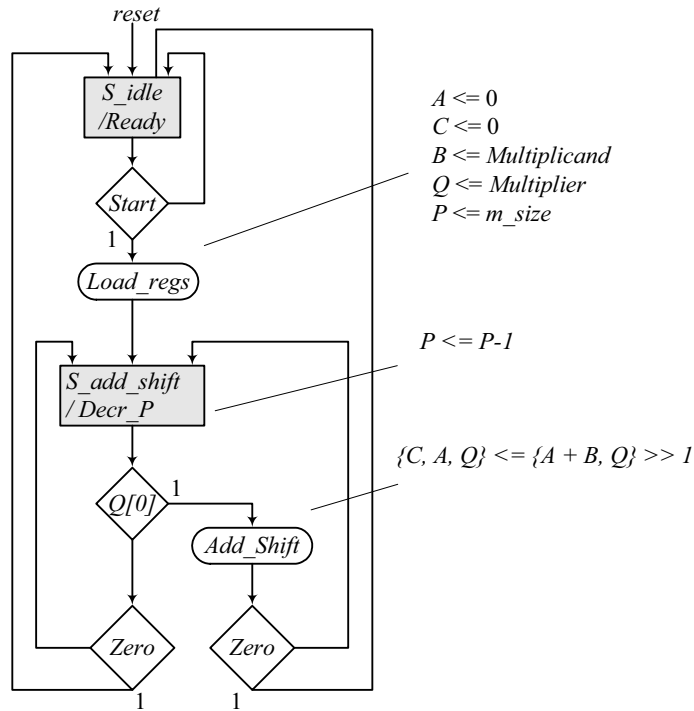 reset
S_idle
/Ready
Start
1
Load_regs
A <= 0
C <= 0
B <= Multiplicand
Q <= Multiplier
P <= m_size
S_add_shift
/ Decr_P
P <= P-1
Q[0]
1
Add_Shift
{C, A, Q} <= {A + B, Q} >> 1
Zero
1
Zero
1